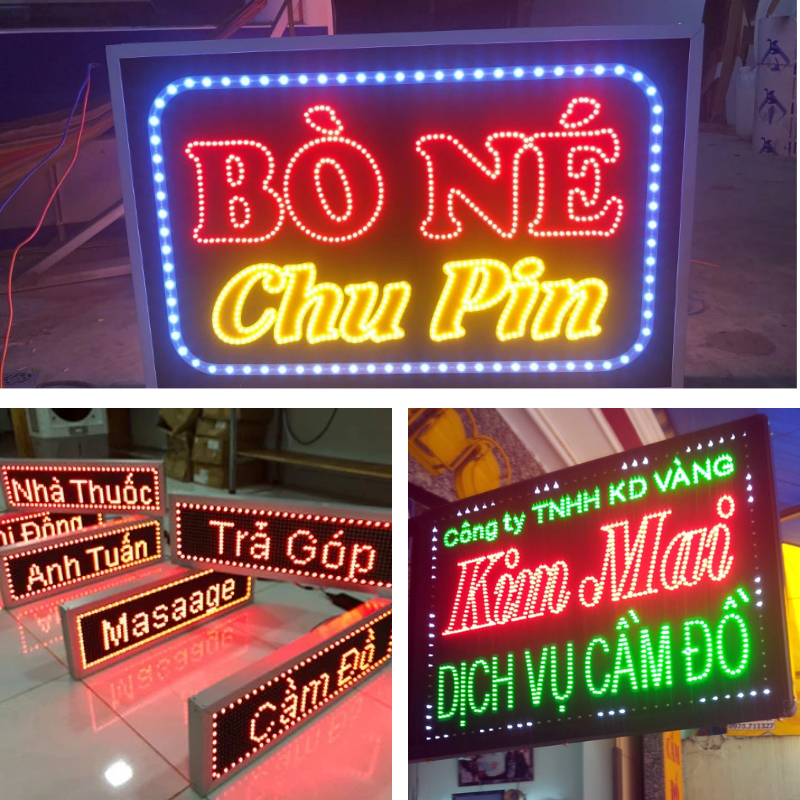 BÒ NÉ
Chu Pin
Nhà Thuốc
Anh Tuấn
Masaage
Trả Góp
Cầm Đồ
Công ty TNHH KD VÀNG
Kim Mai
DỊCH VỤ CẦM ĐỒ